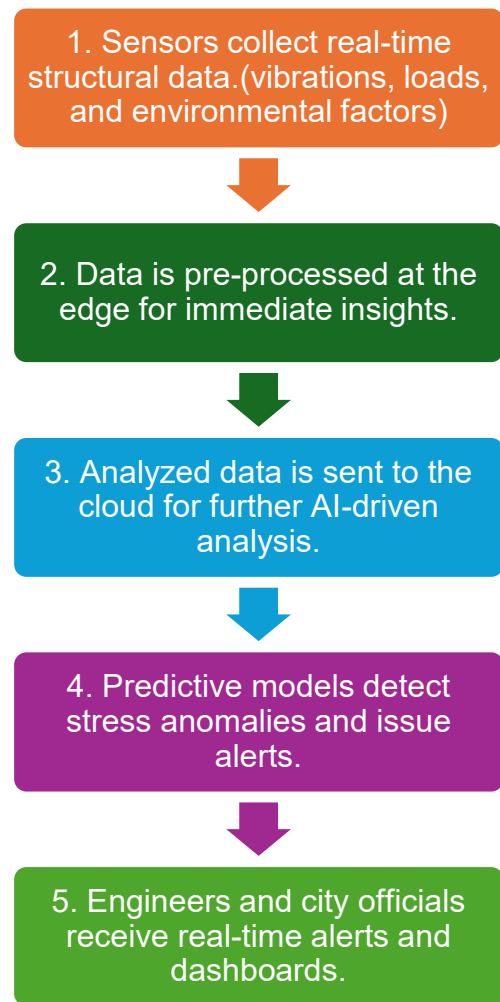 1. Sensors collect real-time
structural data.(vibrations, loads,
and environmental factors)
2. Data is pre-processed at the
edge for immediate insights.
3. Analyzed data is sent to the
cloud for further AI-driven
analysis.
4. Predictive models detect
stress anomalies and issue
alerts.
5. Engineers and city officials
receive real-time alerts and
dashboards.